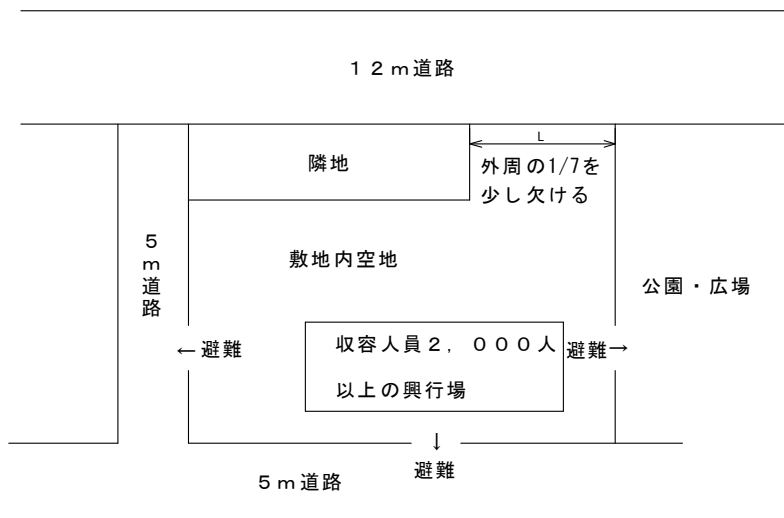 １２ｍ道路
L
隣地
外周の1/7を
少し欠ける
５ｍ道路
敷地内空地
公園・広場
←避難
収容人員２，０００人
以上の興行場
避難→
↓
避難
５ｍ道路